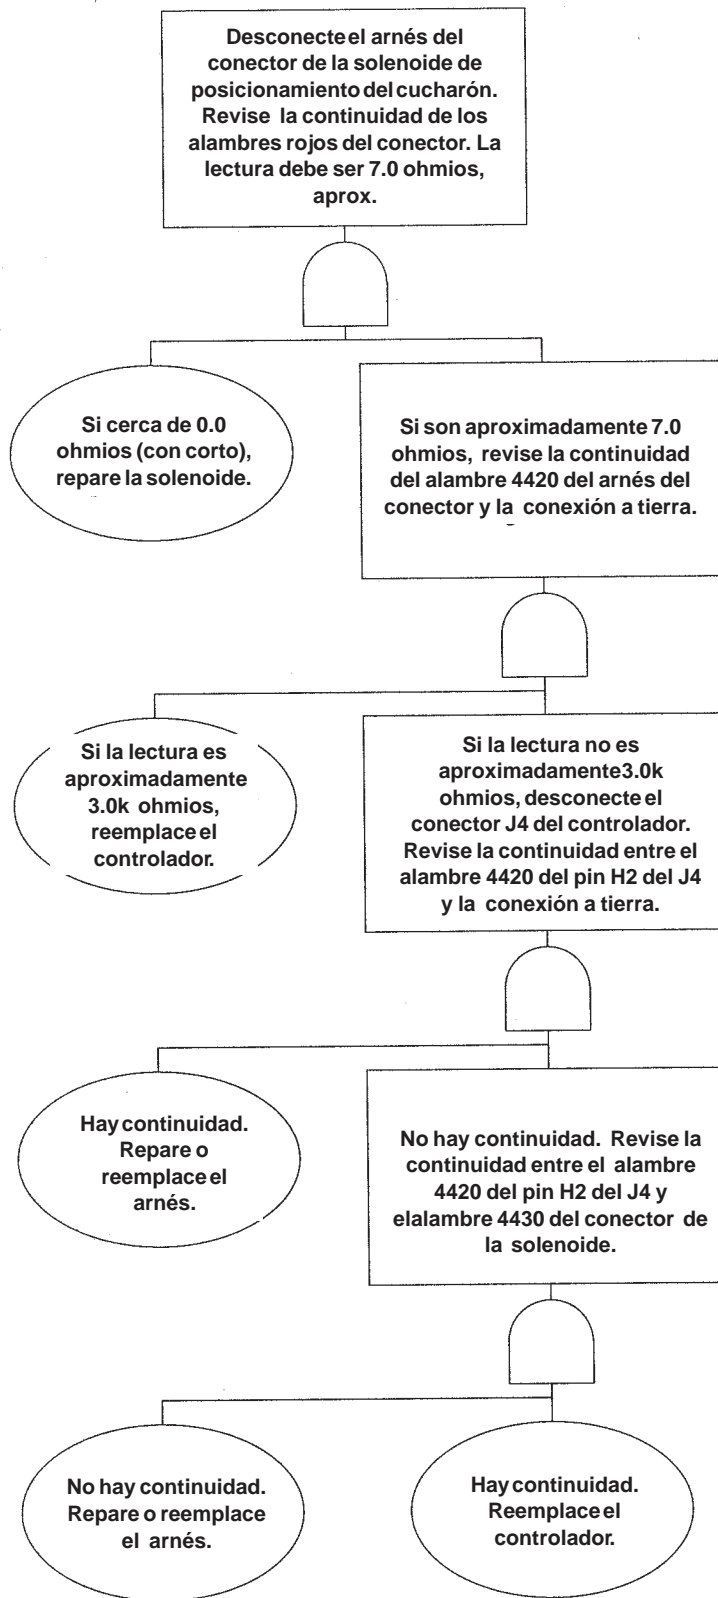 Desconecte el arnés del
conector de la solenoide de
posicionamiento del cucharón.
Revise la continuidad de los
alambres rojos del conector. La
lectura debe ser 7.0 ohmios,
aprox.
Si cerca de 0.0
ohmios (con corto),
repare la solenoide.
Si son aproximadamente 7.0
ohmios, revise la continuidad
del alambre 4420 del arnés del
conector y la conexión a tierra.
Si la lectura es
aproximadamente
3.0k ohmios,
reemplace el
controlador.
Si la lectura no es
aproximadamente 3.0k
ohmios, desconecte el
conector J4 del controlador.
Revise la continuidad entre el
alambre 4420 del pin H2 del J4
y la conexión a tierra.
Hay continuidad.
Repare o
reemplace el
arnés.
No hay continuidad. Revise la
continuidad entre el alambre
4420 del pin H2 del J4 y
elalambre 4430 del conector de
la solenoide.
No hay continuidad.
Repare o reemplace
el arnés.
Hay continuidad.
Reemplace el
controlador.